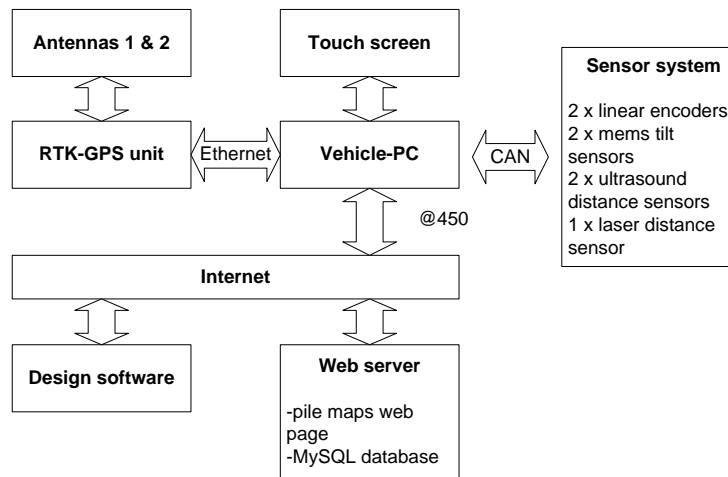 Antennas 1 & 2
Touch screen
Sensor system
2 x linear encoders
2 x mems tilt
sensors
2 x ultrasound
distance sensors
1 x laser distance
sensor
RTK-GPS unit
Ethernet
Vehicle-PC
CAN
@450
Internet
Design software
Web server
-pile maps web
page
-MySQL database